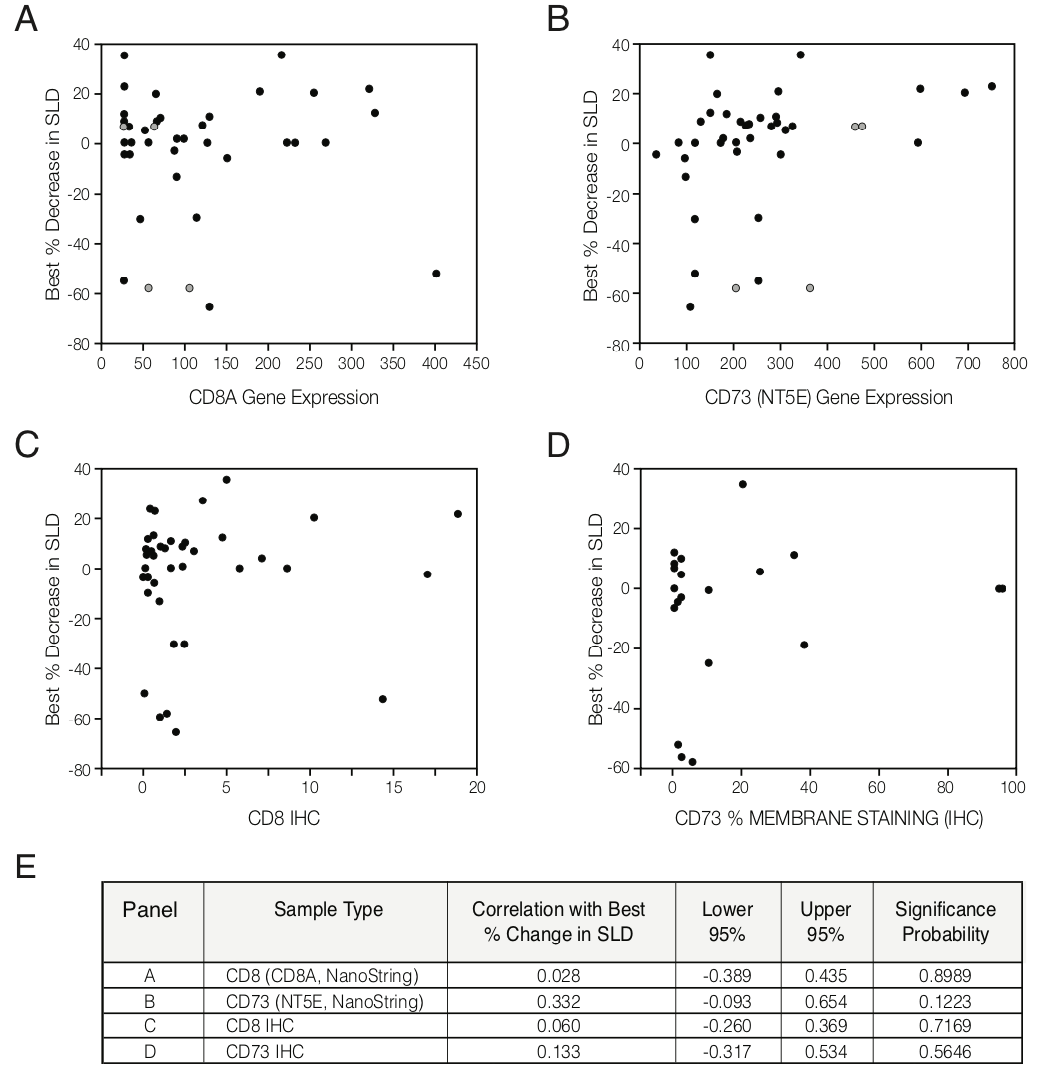 A
Best % Decrease in SLD
40
20
0
-20
-40
-60
-80
0 50 100 150 200 250 300 350 400 450
CD8A Gene Expression
B
Best % Decrease in SLD
40
20
0
-20
-40
-60
-80
0 100 200 300 400 500 600 700 800
CD73 (NT5E) Gene Expression
C
Best % Decrease in SLD
40
20
0
-20
-40
-60
-80
0 5 10 15 20
CD8 IHC
D
Best % Decrease in SLD
40
20
0
-20
-40
-60
0 20 40 60 80 100
CD73 % MEMBRANE STAINING (IHC)
E
Panel Sample Type Correlation with Best % Change in SLD Lower 95% Upper 95% Significance Probability
A CD8 (CD8A, NanoString) 0.028 -0.389 0.435 0.8989
B CD73 (NT5E, NanoString) 0.332 -0.093 0.654 0.1223
C CD8 IHC 0.060 -0.260 0.369 0.7169
D CD73 IHC 0.133 -0.317 0.534 0.5646